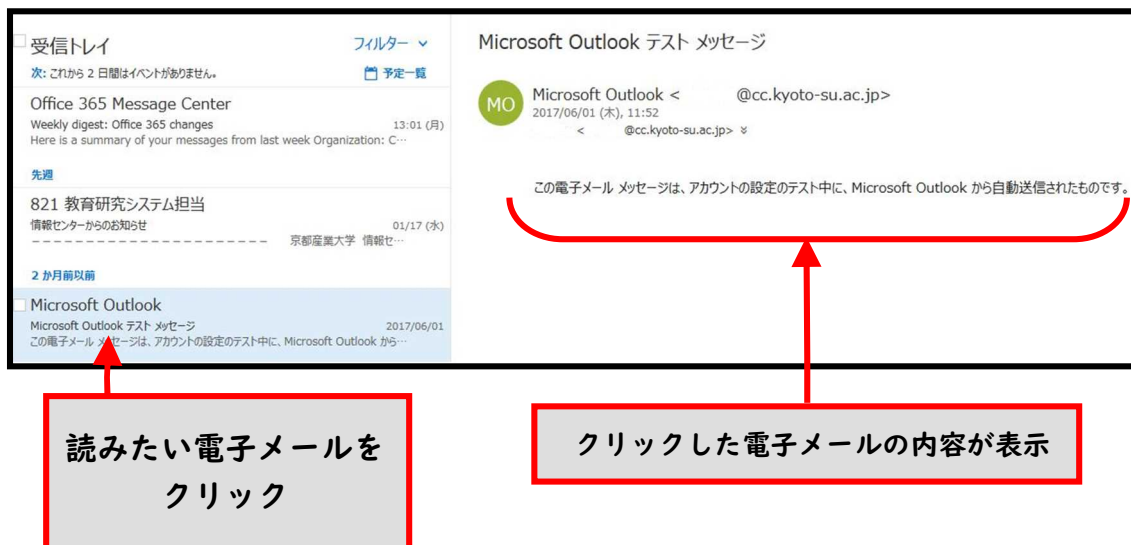 受信トレイ
フィルター
次: これから 2 日間はイベントがありません。
予定一覧
Office 365 Message Center
Weekly digest: Office 365 changes
13:01 (月)
Here is a summary of your messages from last week Organization: C…
先週
821 教育研究システム担当
情報センターからのお知らせ
01/17 (水)
－－－－－－－－－－－－－－－－－－－－－－ 京都産業大学 情報セ…
2 か月前以前
Microsoft Outlook
Microsoft Outlook テスト メッセージ
2017/06/01
この電子メール メッセージは、アカウントの設定のテスト中に、Microsoft Outlook から…
Microsoft Outlook テスト メッセージ
MO
Microsoft Outlook < @cc.kyoto-su.ac.jp>
2017/06/01 (木), 11:52
< @cc.kyoto-su.ac.jp>
この電子メール メッセージは、アカウントの設定のテスト中に、Microsoft Outlook から自動送信されたものです。
読みたい電子メールを
クリック
クリックした電子メールの内容が表示